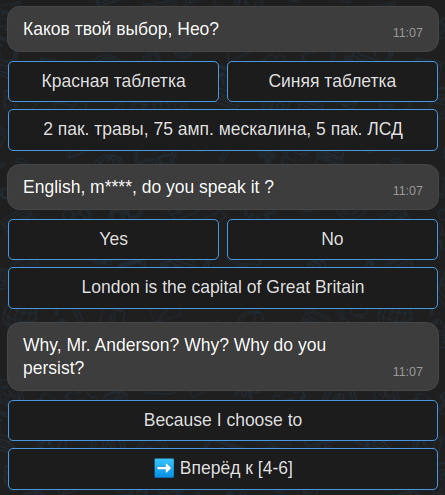 Каков твой выбор, Нео?
11:07
Красная таблетка
Синяя таблетка
2 пак. травы, 75 амп. мескалина, 5 пак. ЛСД
English, m****, do you speak it ?
11:07
Yes
No
London is the capital of Great Britain
Why, Mr. Anderson? Why? Why do you
persist?
11:07
Because I choose to
➡️ Вперёд к [4-6]